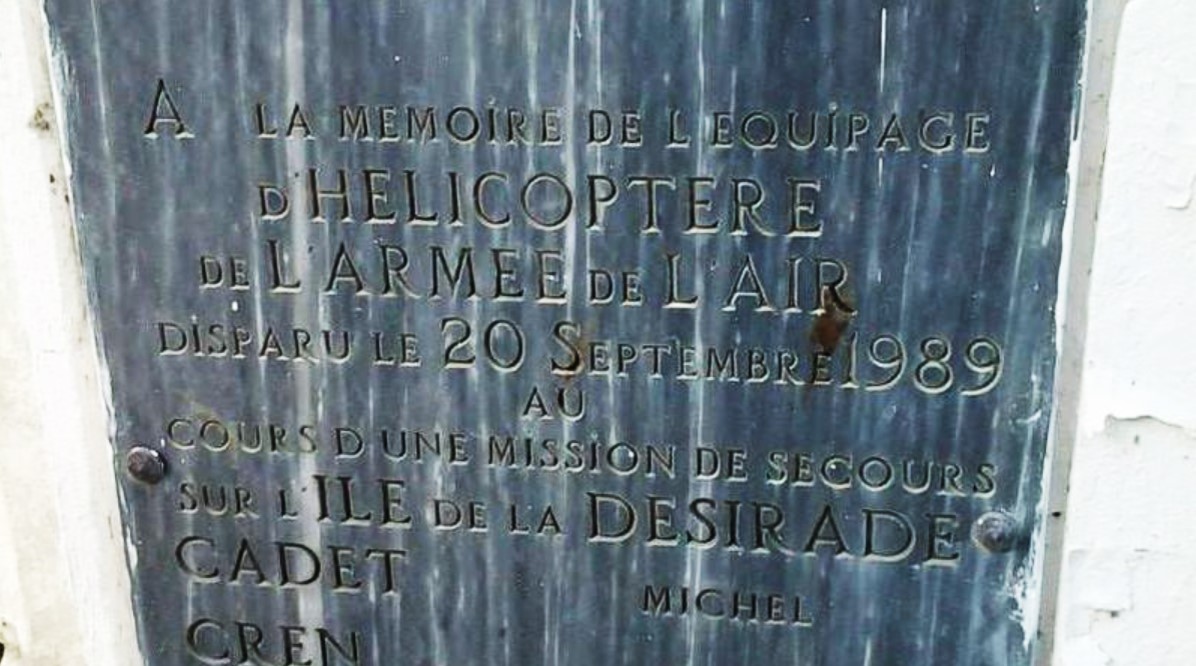 A LA MEMOIRE DE L'EQUIPAGE
D'HELICOPTERE
DE L'ARMEE DE L'AIR
DISPARU LE 20 SEPTEMBRE 1989
AU
COURS D'UNE MISSION DE SECOURS
SUR L'ILE DE LA DESIRADE
CADET MICHEL
CREN